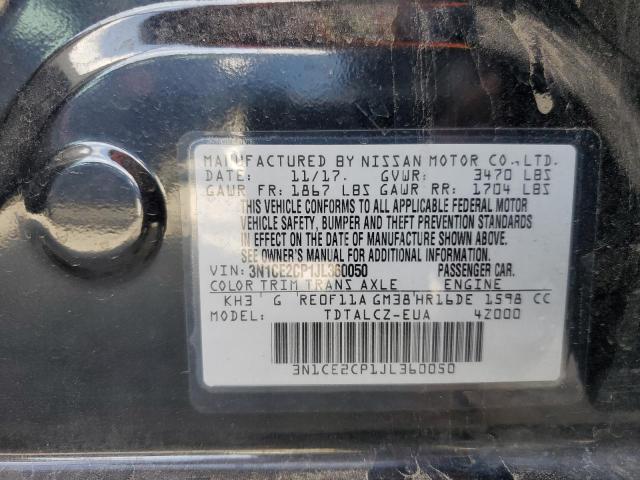 MANUFACTURED BY NISSAN MOTOR CO., LTD.
DATE: 11/17. GVWR: 3470 LBS
GAWR FR: 1867 LBS GAWR RR: 1704 LBS
THIS VEHICLE CONFORMS TO ALL APPLICABLE FEDERAL MOTOR
VEHICLE SAFETY, BUMPER AND THEFT PREVENTION STANDARDS
IN EFFECT ON THE DATE OF MANUFACTURE SHOWN ABOVE.
SEE OWNER'S MANUAL FOR ADDITIONAL INFORMATION.
VIN: 3N1CE2CP1JL360050 PASSENGER CAR.
COLOR TRIM TRANS AXLE ENGINE
KH3 G RE0F11A GM38 HR16DE 1598 CC
MODEL: TDTALCZ-EUA 4Z000
3N1CE2CP1JL360050